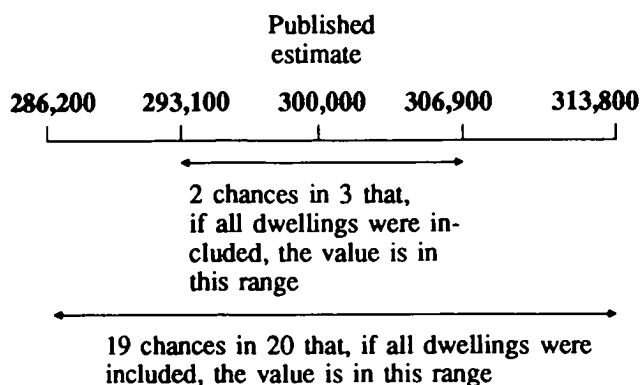 Published
estimate
286,200 293,100 300,000 306,900 313,800
2 chances in 3 that,
if all dwellings were in-
cluded, the value is in
this range
19 chances in 20 that, if all dwellings were
included, the value is in this range